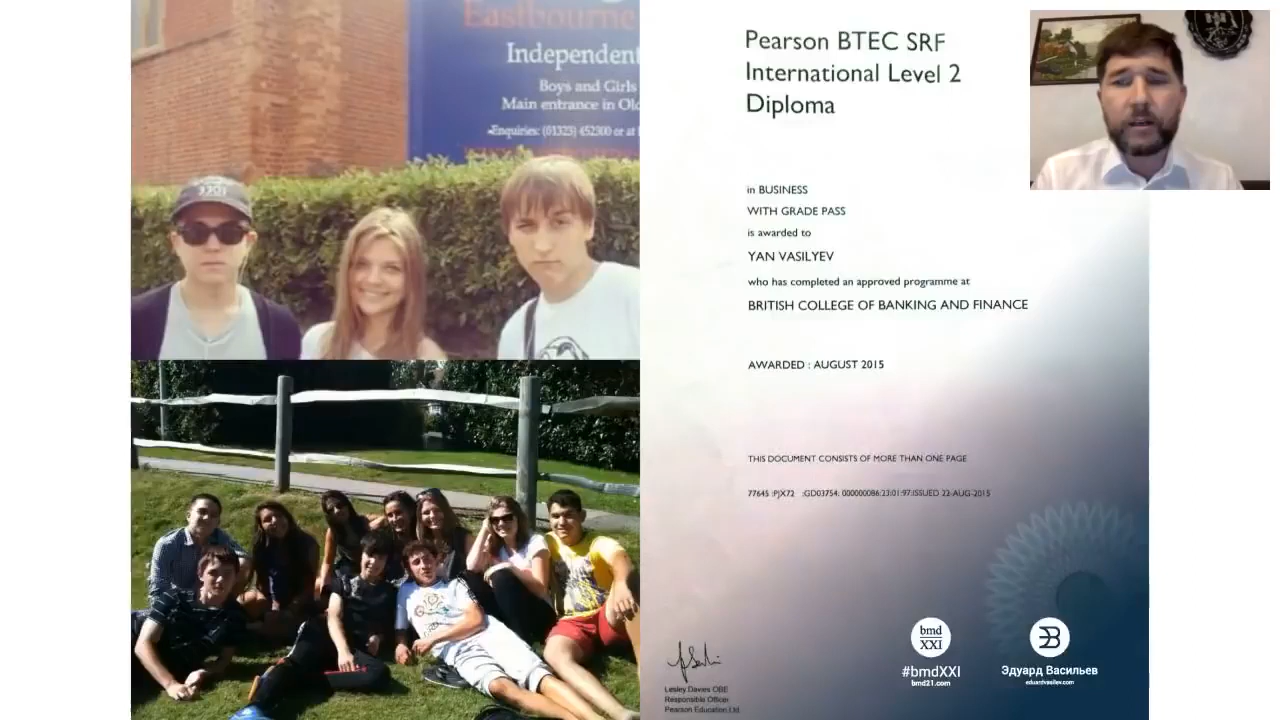 Eastbourne
Independent
Boys and Girls
Main entrance in Old
Enquiries: (01323) 452300 or at
Pearson BTEC SRF
International Level 2
Diploma
in BUSINESS
WITH GRADE PASS
is awarded to
YAN VASILYEV
who has completed an approved programme at
BRITISH COLLEGE OF BANKING AND FINANCE
AWARDED : AUGUST 2015
THIS DOCUMENT CONSISTS OF MORE THAN ONE PAGE
77645 :PJX72 :GD03754: 000000086:23:01:97:ISSUED 22-AUG-2015
Lesley Davies OBE
Responsible Officer
Pearson Education Ltd
bmd
XXI
#bmdXXI
bmd21.com
Эдуард Васильев
eduardvasilev.com